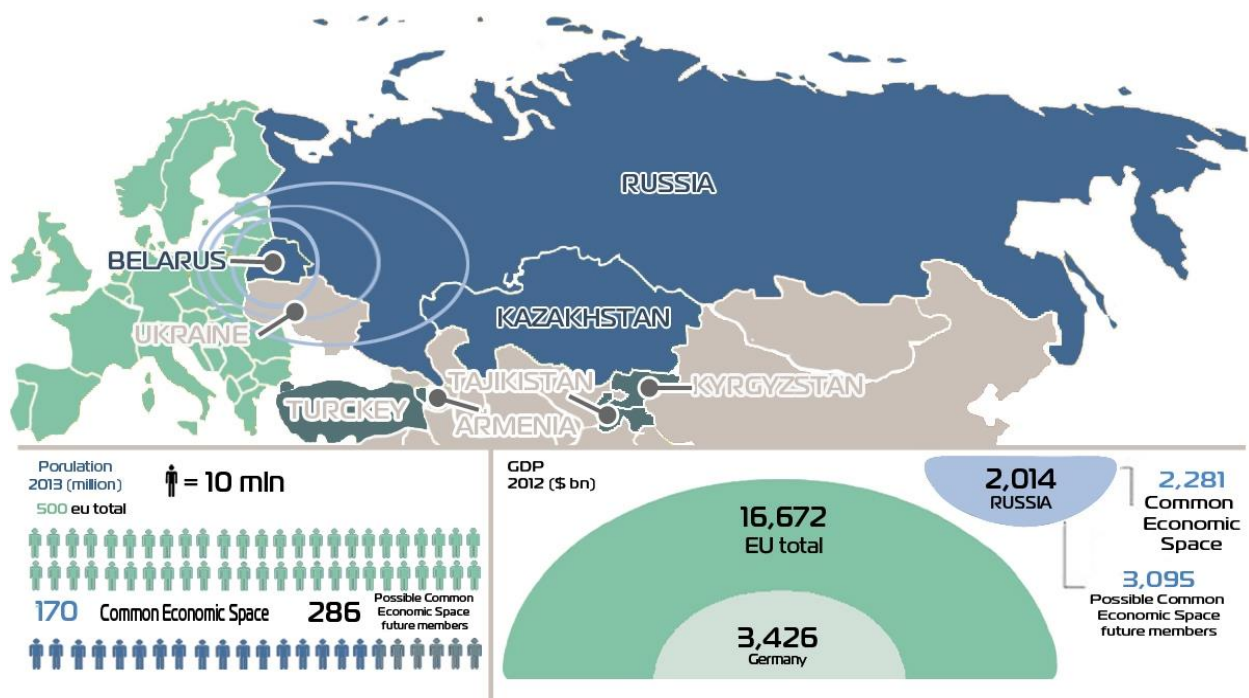 RUSSIA
BELARUS
UKRAINE
KAZAKHSTAN
TAJIKISTAN
KYRGYZSTAN
TURCKEY
ARMENIA
Porulation
2013 (million)
= 10 mln
500 eu total
170 Common Economic Space 286
Possible Common
Economic Space
future members
GDP
2012 ($ bn)
16,672
EU total
3,426
Germany
2,014
RUSSIA
2,281
Common
Economic
Space
3,095
Possible Common
Economic Space
future members